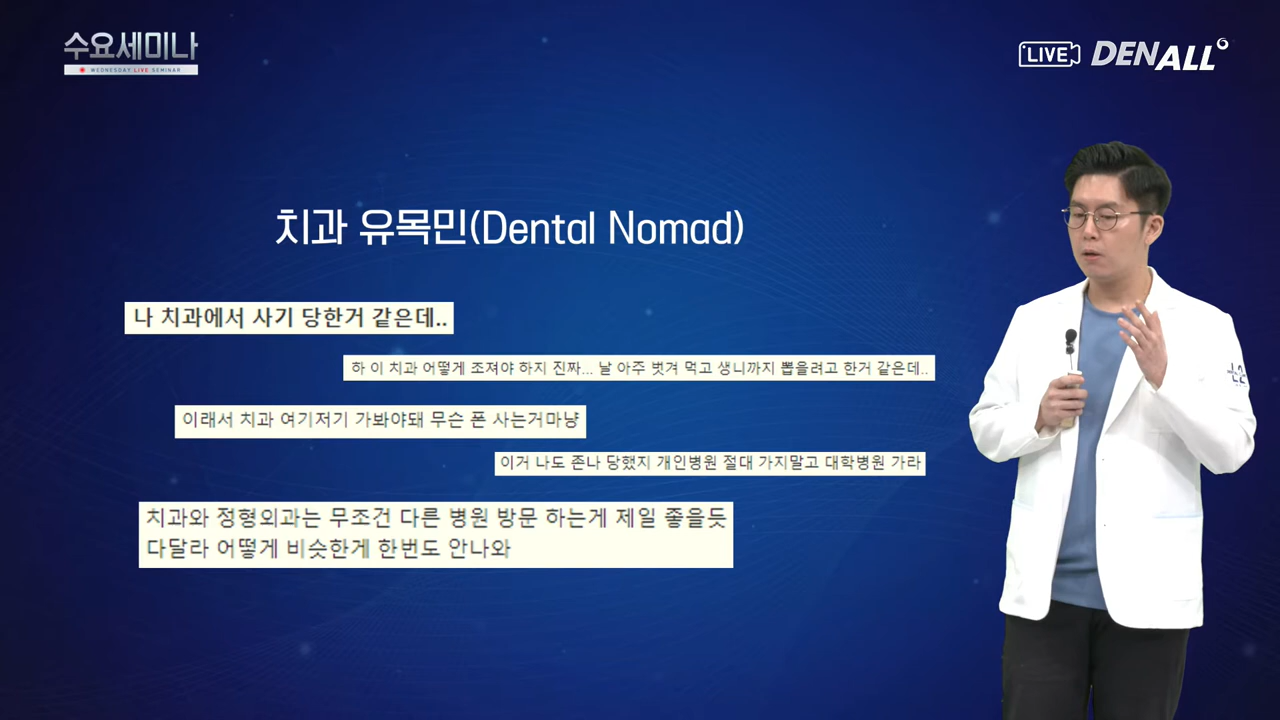 수요세미나
WEDNESDAY LIVE SEMINAR
LIVE DENALL
치과 유목민(Dental Nomad)
나 치과에서 사기 당한거 같은데..
하 이 치과 어떻게 조져야 하지 진짜... 날 아주 벗겨 먹고 생니까지 뽑을려고 한거 같은데..
이래서 치과 여기저기 가봐야돼 무슨 폰 사는거마냥
이거 나도 존나 당했지 개인병원 절대 가지말고 대학병원 가라
치과와 정형외과는 무조건 다른 병원 방문 하는게 제일 좋을듯
다달라 어떻게 비슷한게 한번도 안나와